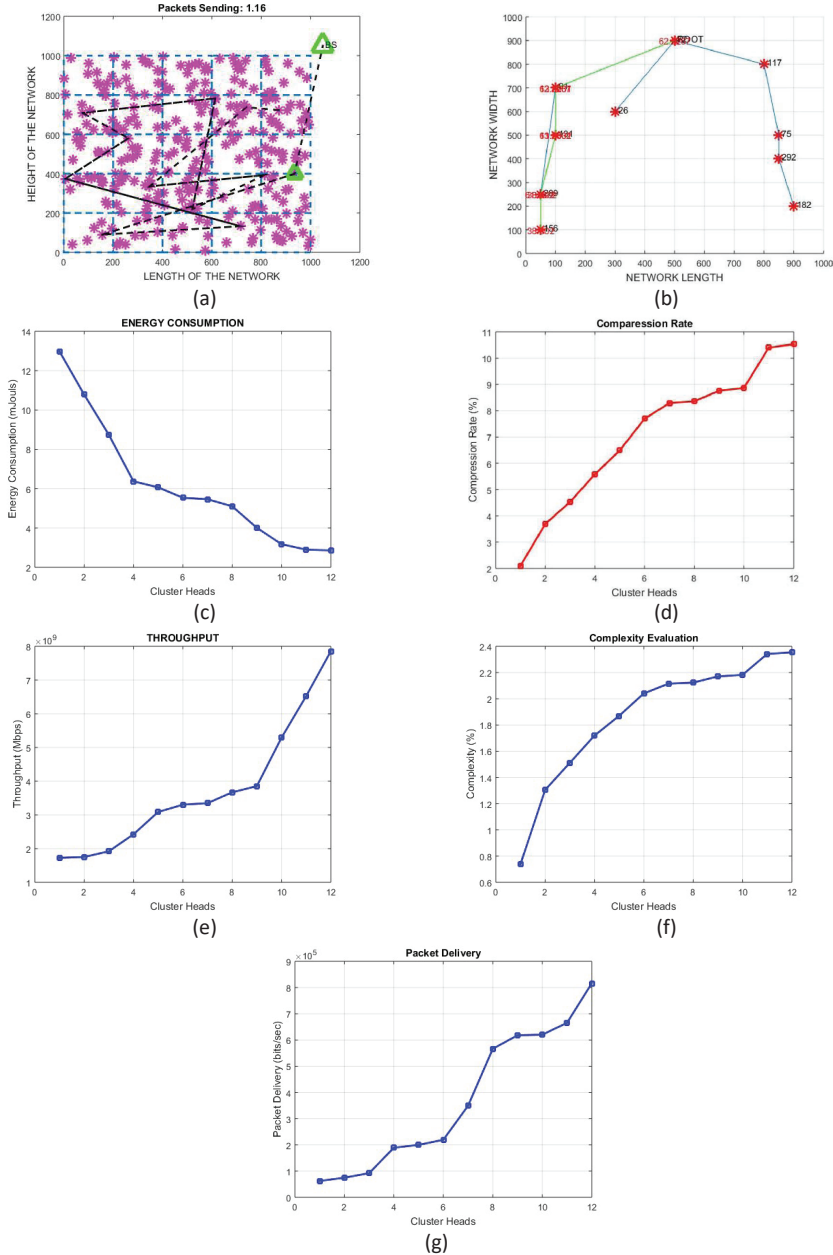 Packets Sending: 1.16
1200
1000
800
600
400
200
0
HEIGHT OF THE NETWORK
BS
0 200 400 600 800 1000 1200
LENGTH OF THE NETWORK
(a)
1000
900
800
700
600
500
400
300
200
100
0
NETWORK WIDTH
ROOT
117
26
75
292
182
156
0 100 200 300 400 500 600 700 800 900 1000
NETWORK LENGTH
(b)
ENERGY CONSUMPTION
14
12
10
8
6
4
2
Energy Consumption (mJouls)
0 2 4 6 8 10 12
Cluster Heads
(c)
Comparession Rate
11
10
9
8
7
6
5
4
3
2
Compression Rate (%)
0 2 4 6 8 10 12
Cluster Heads
(d)
THROUGHPUT
× 10^9
8
7
6
5
4
3
2
1
Throughput (Mbps)
0 2 4 6 8 10 12
Cluster Heads
(e)
Complexity Evaluation
2.4
2.2
2
1.8
1.6
1.4
1.2
1
0.8
0.6
Complexity (%)
0 2 4 6 8 10 12
Cluster Heads
(f)
Packet Delivery
× 10^5
9
8
7
6
5
4
3
2
1
0
Packet Delivery (bits/sec)
0 2 4 6 8 10 12
Cluster Heads
(g)